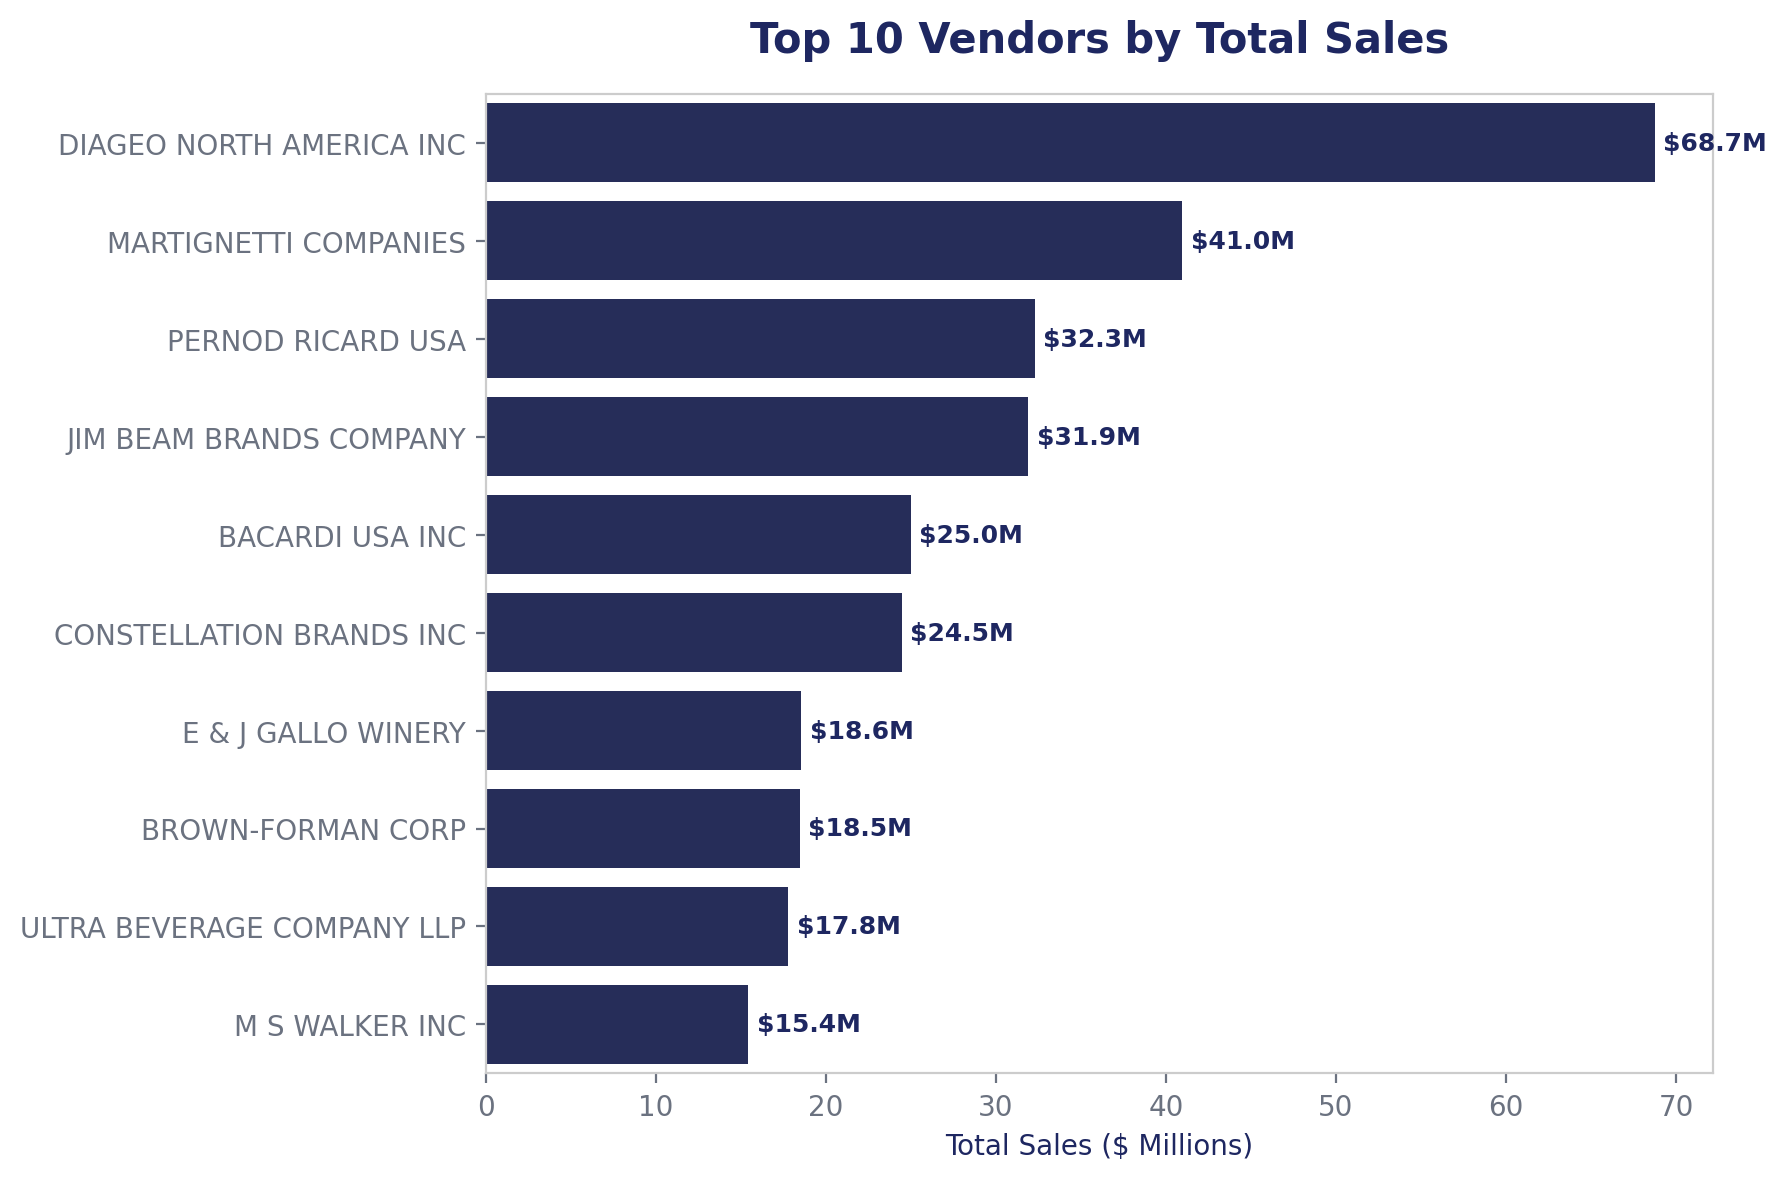 Top 10 Vendors by Total Sales
DIAGEO NORTH AMERICA INC $68.7M
MARTIGNETTI COMPANIES $41.0M
PERNOD RICARD USA $32.3M
JIM BEAM BRANDS COMPANY $31.9M
BACARDI USA INC $25.0M
CONSTELLATION BRANDS INC $24.5M
E & J GALLO WINERY $18.6M
BROWN-FORMAN CORP $18.5M
ULTRA BEVERAGE COMPANY LLP $17.8M
M S WALKER INC $15.4M
0 10 20 30 40 50 60 70
Total Sales ($ Millions)